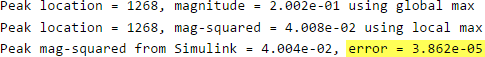 Peak location = 1268, magnitude = 2.002e-01 using global max
Peak location = 1268, mag-squared = 4.008e-02 using local max
Peak mag-squared from Simulink = 4.004e-02, error = 3.862e-05